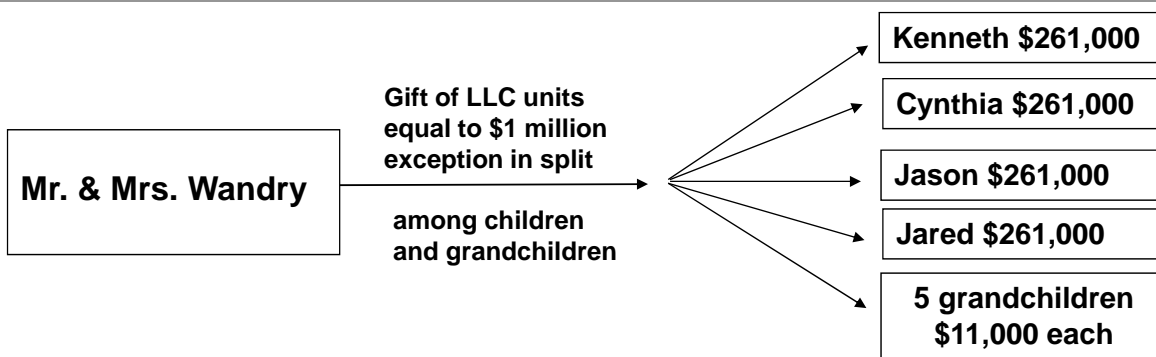 Mr. & Mrs. Wandry
Gift of LLC units
equal to $1 million
exception in split
among children
and grandchildren
Kenneth $261,000
Cynthia $261,000
Jason $261,000
Jared $261,000
5 grandchildren
$11,000 each